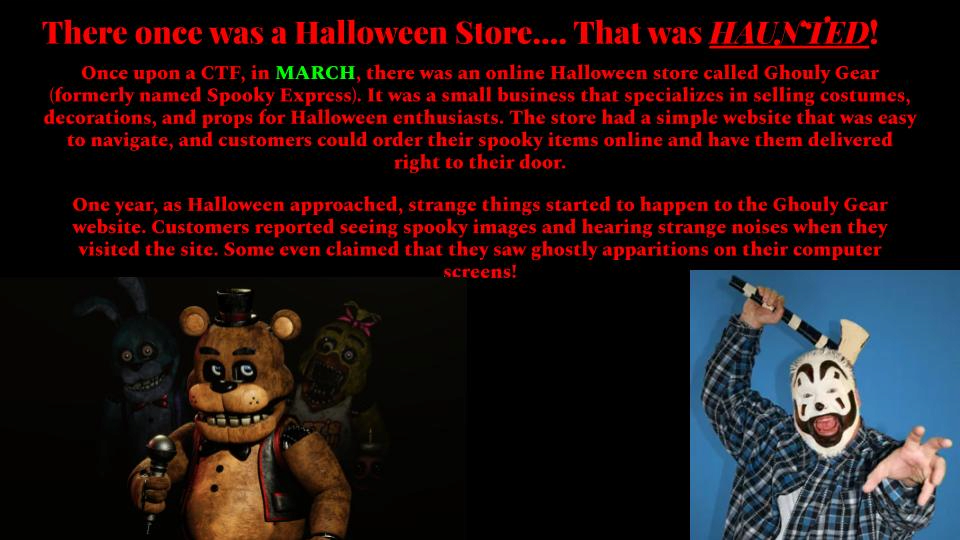 There once was a Halloween Store.... That was HAUNTED!
Once upon a CTF, in MARCH, there was an online Halloween store called Ghouly Gear
(formerly named Spooky Express). It was a small business that specializes in selling costumes,
decorations, and props for Halloween enthusiasts. The store had a simple website that was easy
to navigate, and customers could order their spooky items online and have them delivered
right to their door.
One year, as Halloween approached, strange things started to happen to the Ghouly Gear
website. Customers reported seeing spooky images and hearing strange noises when they
visited the site. Some even claimed that they saw ghostly apparitions on their computer
screens!